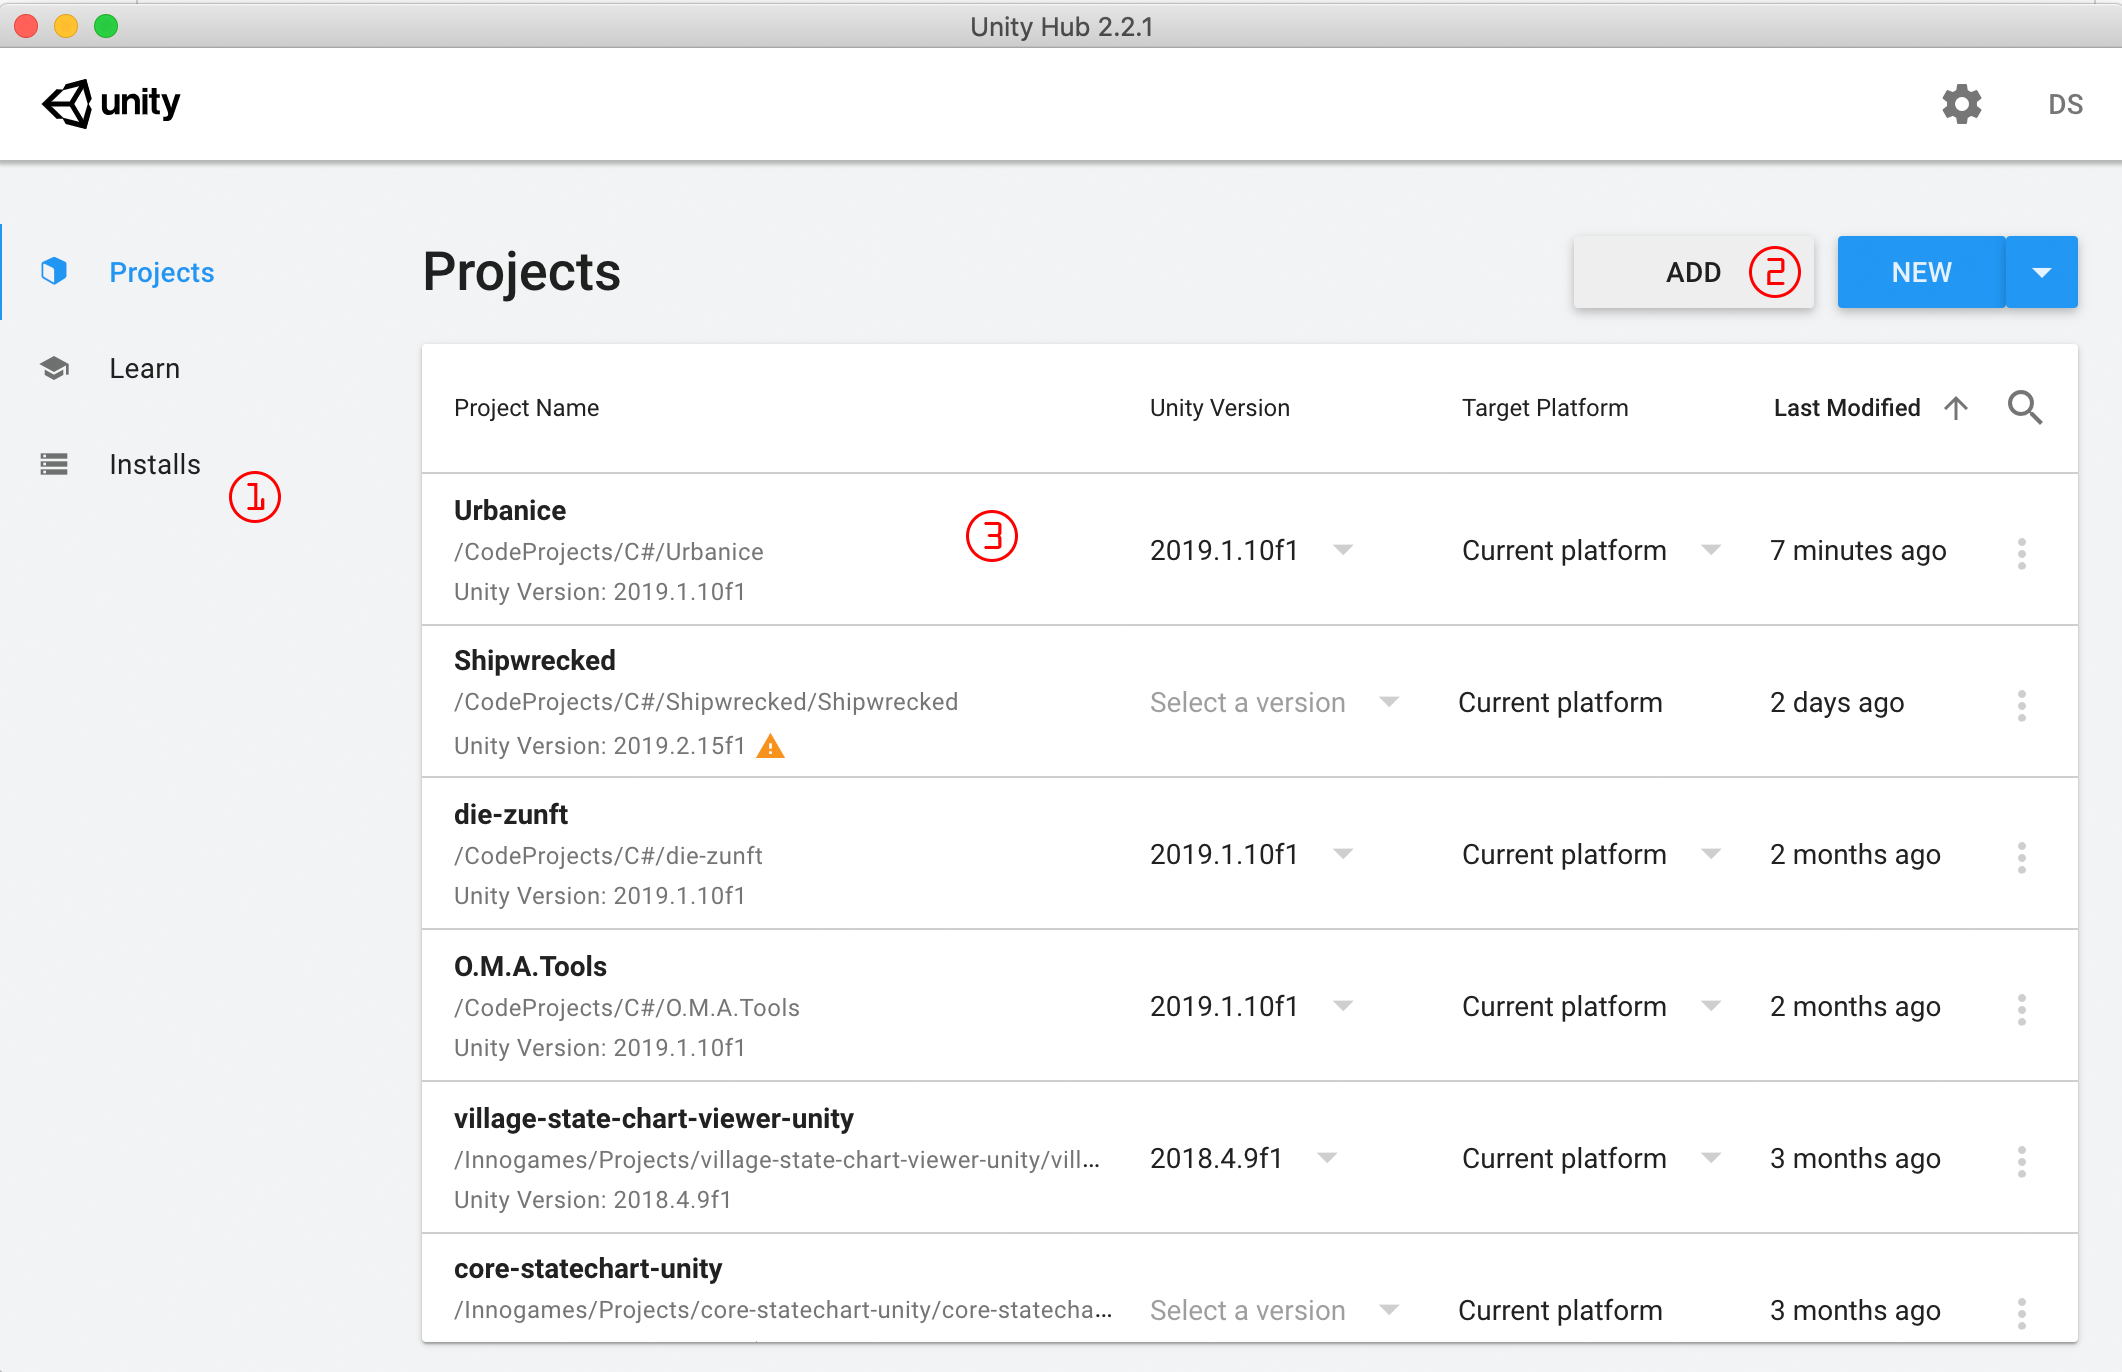 Unity Hub 2.2.1
unity
DS
Projects
Learn
Installs
1
Projects
ADD 2
NEW
Project Name Unity Version Target Platform Last Modified
Urbanice
/CodeProjects/C#/Urbanice
Unity Version: 2019.1.10f1
3
2019.1.10f1 Current platform 7 minutes ago
Shipwrecked
/CodeProjects/C#/Shipwrecked/Shipwrecked
Unity Version: 2019.2.15f1
Select a version Current platform 2 days ago
die-zunft
/CodeProjects/C#/die-zunft
Unity Version: 2019.1.10f1
2019.1.10f1 Current platform 2 months ago
O.M.A.Tools
/CodeProjects/C#/O.M.A.Tools
Unity Version: 2019.1.10f1
2019.1.10f1 Current platform 2 months ago
village-state-chart-viewer-unity
/Innogames/Projects/village-state-chart-viewer-unity/vill...
Unity Version: 2018.4.9f1
2018.4.9f1 Current platform 3 months ago
core-statechart-unity
/Innogames/Projects/core-statechart-unity/core-statecha...
Select a version Current platform 3 months ago